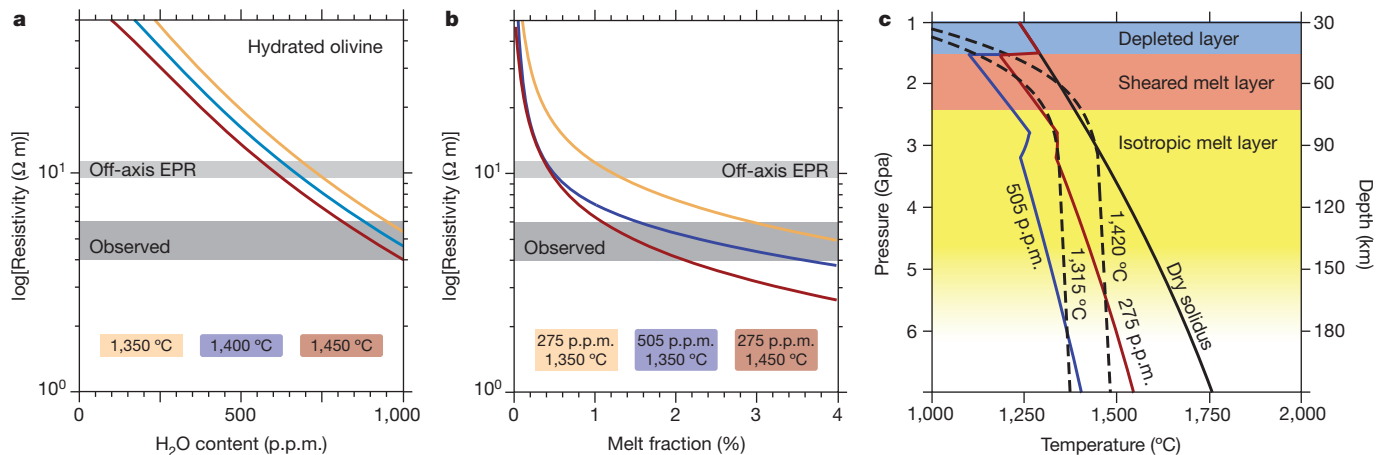 a
Hydrated olivine
Off-axis EPR
Observed
1,350 °C
1,400 °C
1,450 °C
log[Resistivity (Ω m)]
10¹
10⁰
0
250
500
750
1,000
H₂O content (p.p.m.)
b
Off-axis EPR
Observed
275 p.p.m.
1,350 °C
505 p.p.m.
1,350 °C
275 p.p.m.
1,450 °C
log[Resistivity (Ω m)]
10¹
10⁰
0
1
2
3
4
Melt fraction (%)
c
Depleted layer
Sheared melt layer
Isotropic melt layer
505 p.p.m.
1,315 °C
1,420 °C
275 p.p.m.
Dry solidus
Pressure (Gpa)
1
2
3
4
5
6
Depth (km)
30
60
90
120
150
180
1,000
1,250
1,500
1,750
2,000
Temperature (°C)